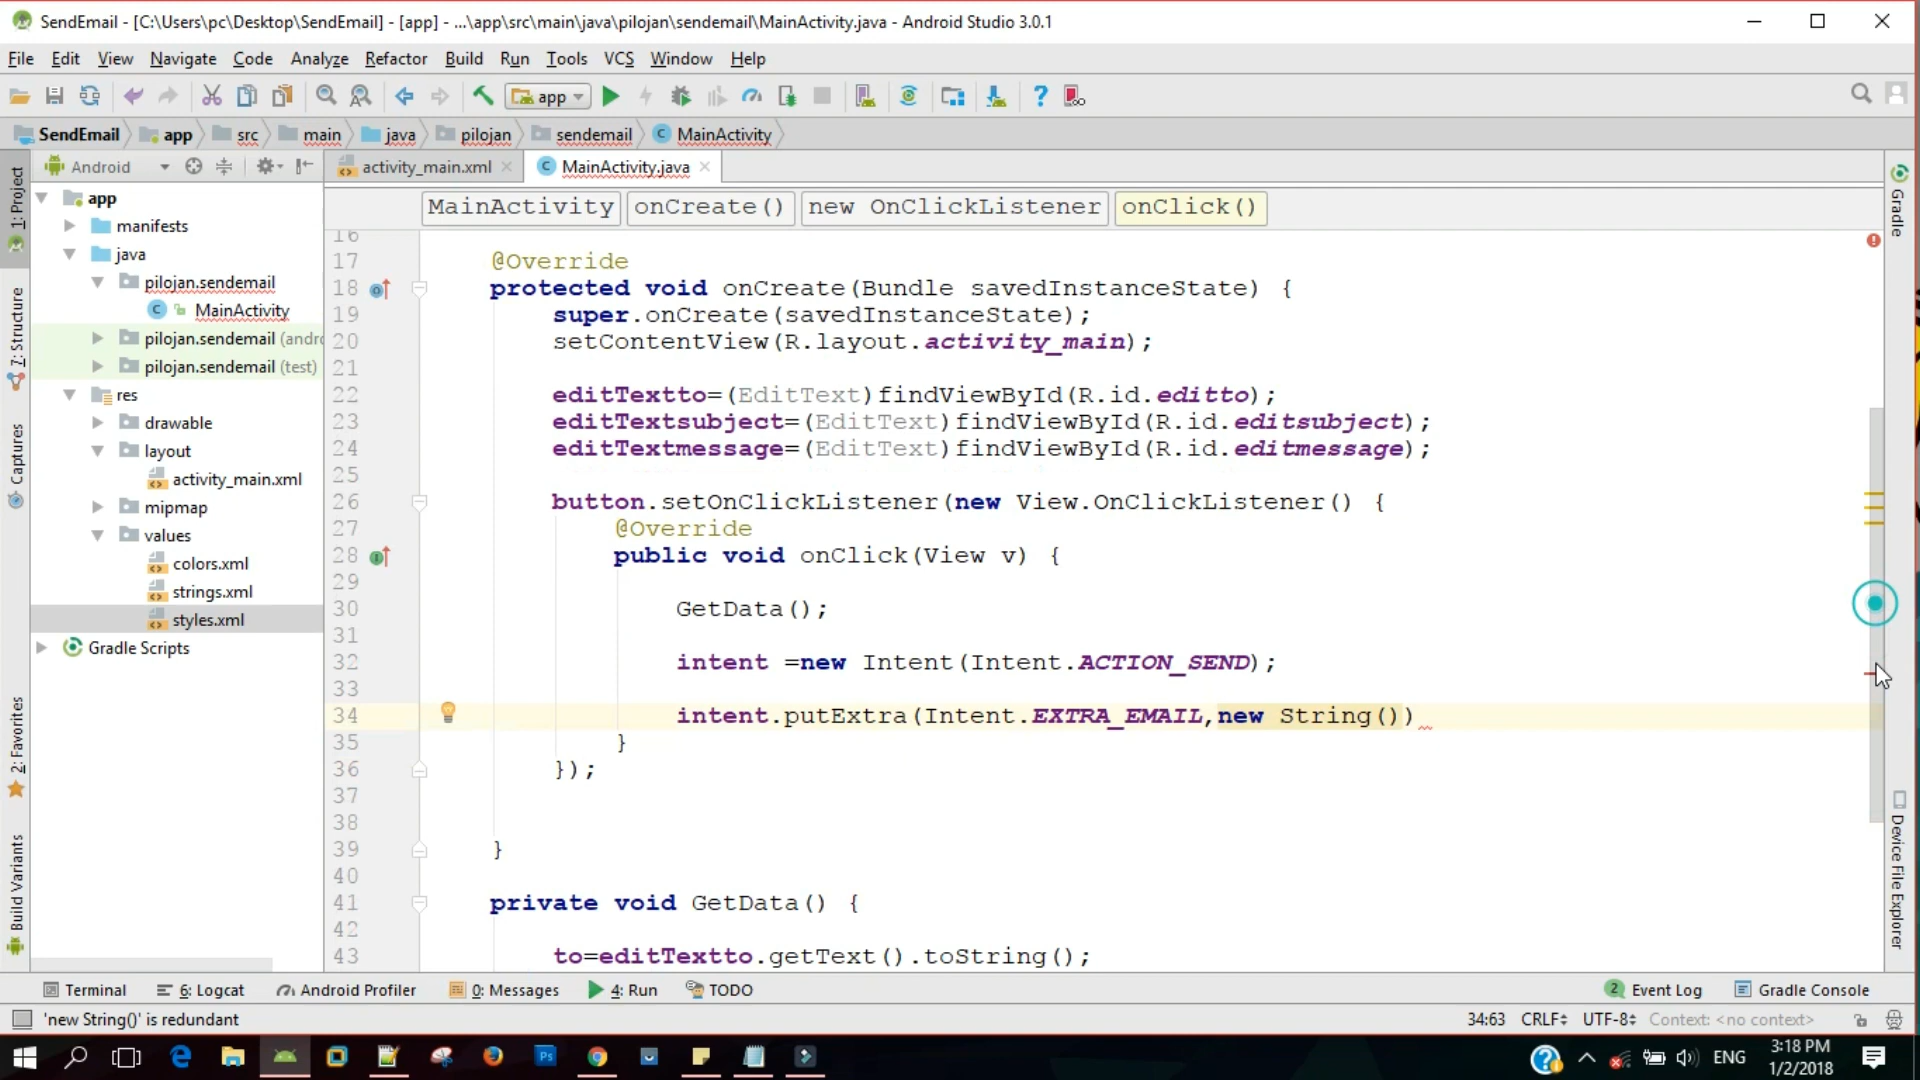 SendEmail - [C:\Users\pc\Desktop\SendEmail] - [app] - ...\app\src\main\java\pilojan\sendemail\MainActivity.java - Android Studio 3.0.1
File Edit View Navigate Code Analyze Refactor Build Run Tools VCS Window Help
app
SendEmail app src main java pilojan sendemail MainActivity
Android
activity_main.xml MainActivity.java
MainActivity onCreate() new OnClickListener onClick()
1: Project
7: Structure
Captures
2: Favorites
Build Variants
app
manifests
java
pilojan.sendemail
MainActivity
pilojan.sendemail (andro
pilojan.sendemail (test)
res
drawable
layout
activity_main.xml
mipmap
values
colors.xml
strings.xml
styles.xml
Gradle Scripts
16
17 @Override
18 protected void onCreate(Bundle savedInstanceState) {
19 super.onCreate(savedInstanceState);
20 setContentView(R.layout.activity_main);
21
22 editTextto=(EditText)findViewById(R.id.editto);
23 editTextsubject=(EditText)findViewById(R.id.editsubject);
24 editTextmessage=(EditText)findViewById(R.id.editmessage);
25
26 button.setOnClickListener(new View.OnClickListener() {
27 @Override
28 public void onClick(View v) {
29
30 GetData();
31
32 intent =new Intent(Intent.ACTION_SEND);
33
34 intent.putExtra(Intent.EXTRA_EMAIL,new String())
35 }
36 });
37
38
39 }
40
41 private void GetData() {
42
43 to=editTextto.getText().toString();
Gradle
Device File Explorer
Terminal 6: Logcat Android Profiler 0: Messages 4: Run TODO 2 Event Log Gradle Console
'new String()' is redundant 34:63 CRLF UTF-8 Context: <no context>
ENG 3:18 PM
1/2/2018